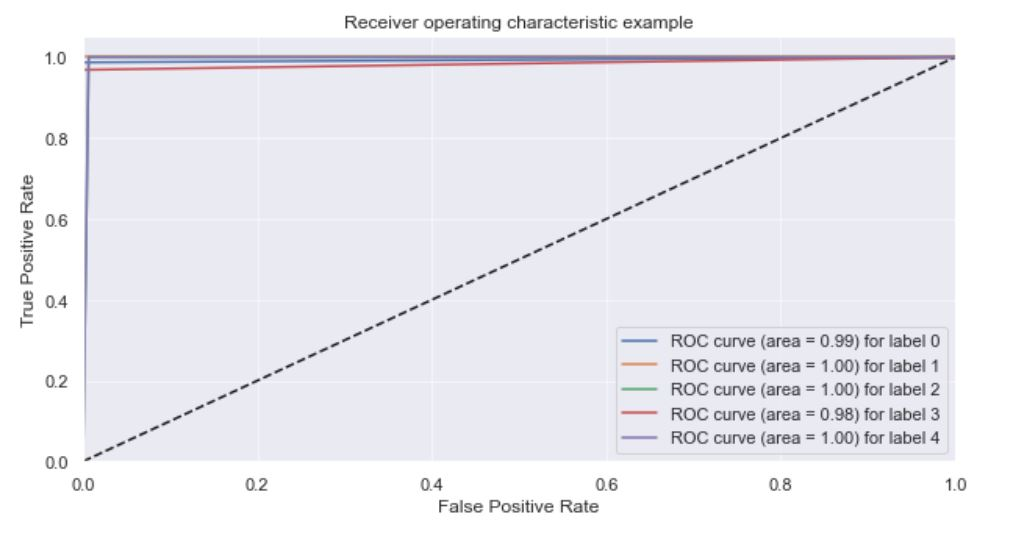 Receiver operating characteristic example
True Positive Rate
1.0
0.8
0.6
0.4
0.2
0.0
ROC curve (area = 0.99) for label 0
ROC curve (area = 1.00) for label 1
ROC curve (area = 1.00) for label 2
ROC curve (area = 0.98) for label 3
ROC curve (area = 1.00) for label 4
0.0 0.2 0.4 0.6 0.8 1.0
False Positive Rate